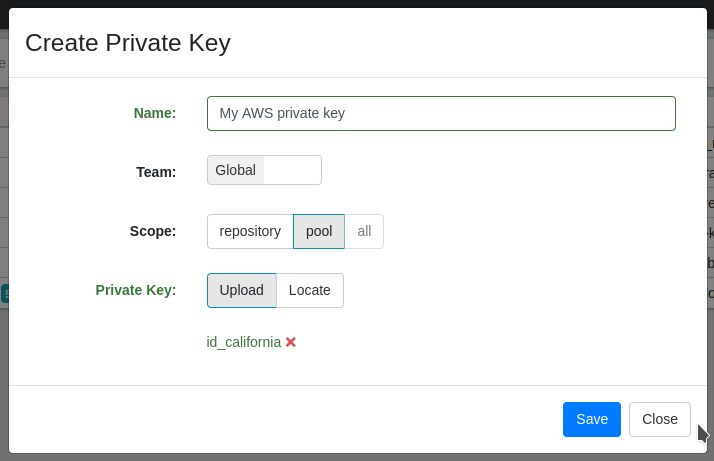 Create Private Key
Name:
My AWS private key
Team:
Global
Scope:
repository pool all
Private Key:
Upload Locate
id_california
Save Close